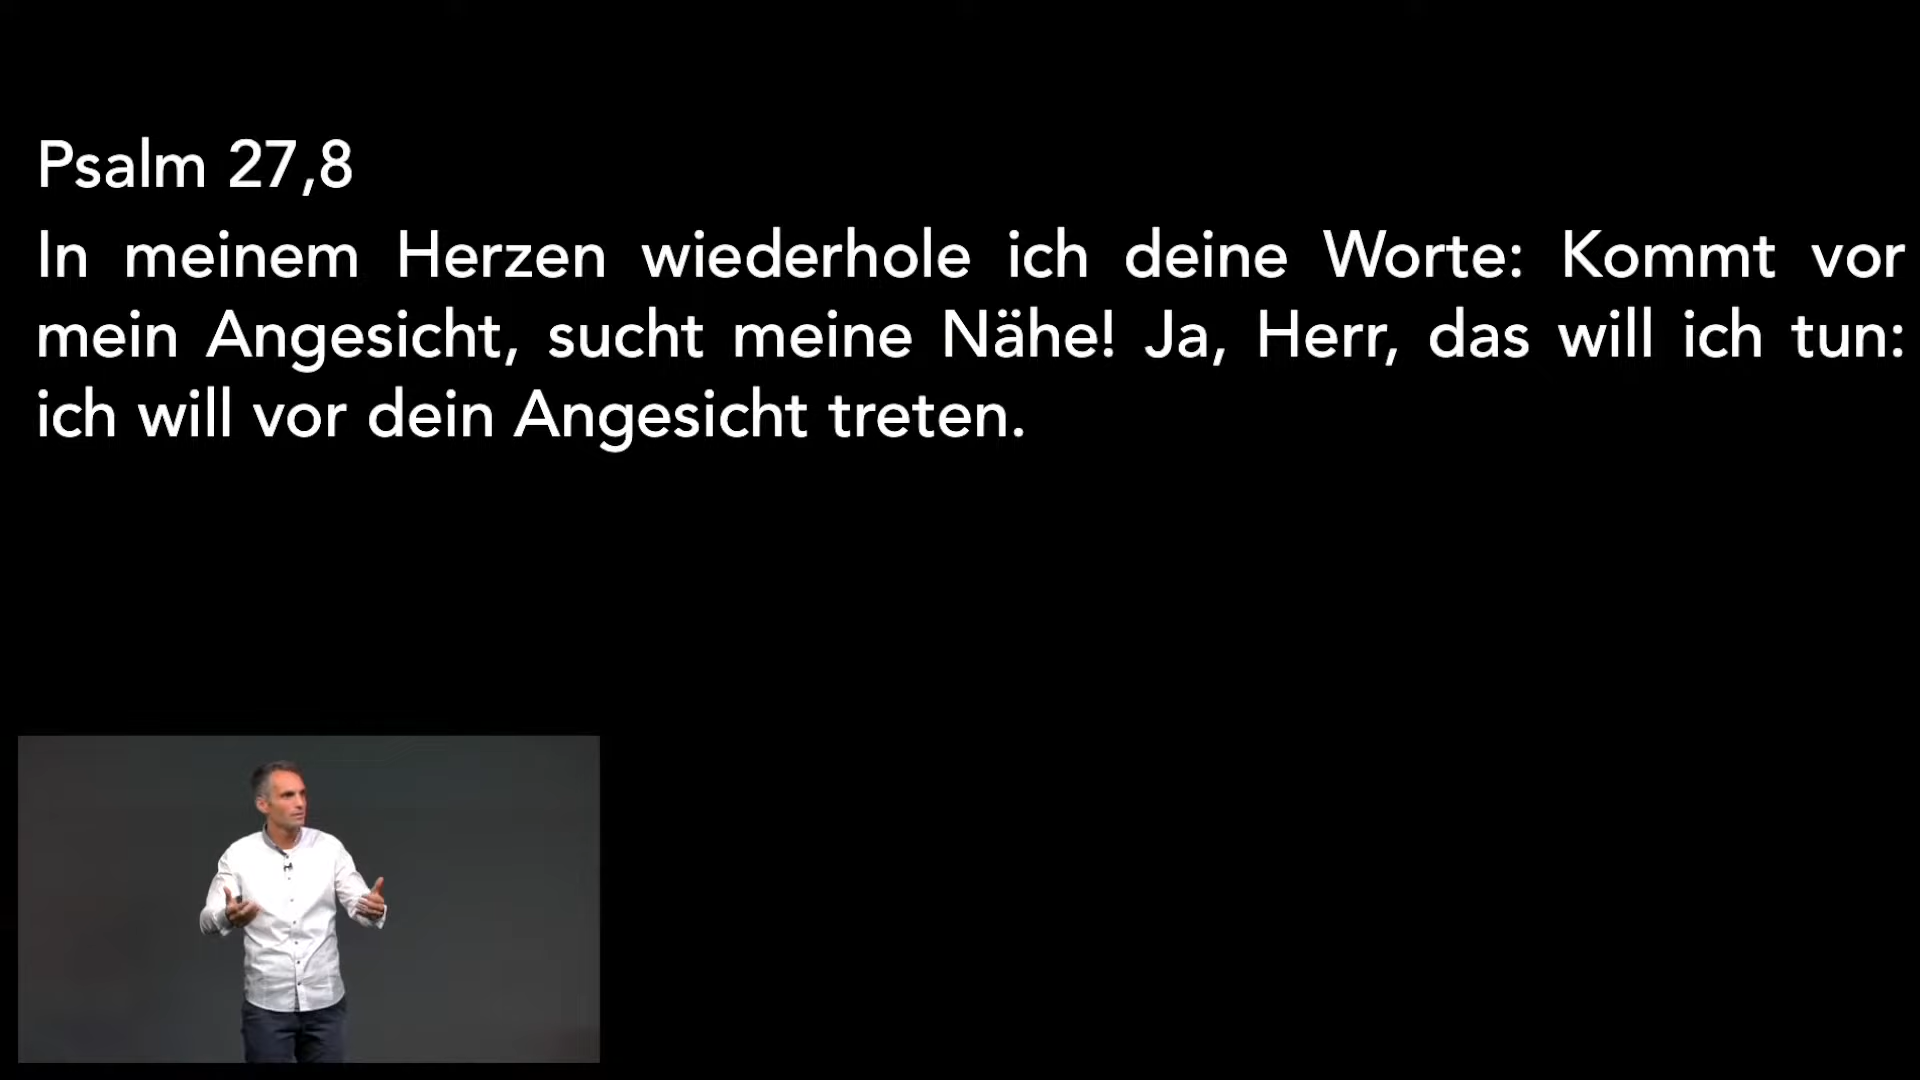 Psalm 27,8
In meinem Herzen wiederhole ich deine Worte: Kommt vor
mein Angesicht, sucht meine Nähe! Ja, Herr, das will ich tun:
ich will vor dein Angesicht treten.